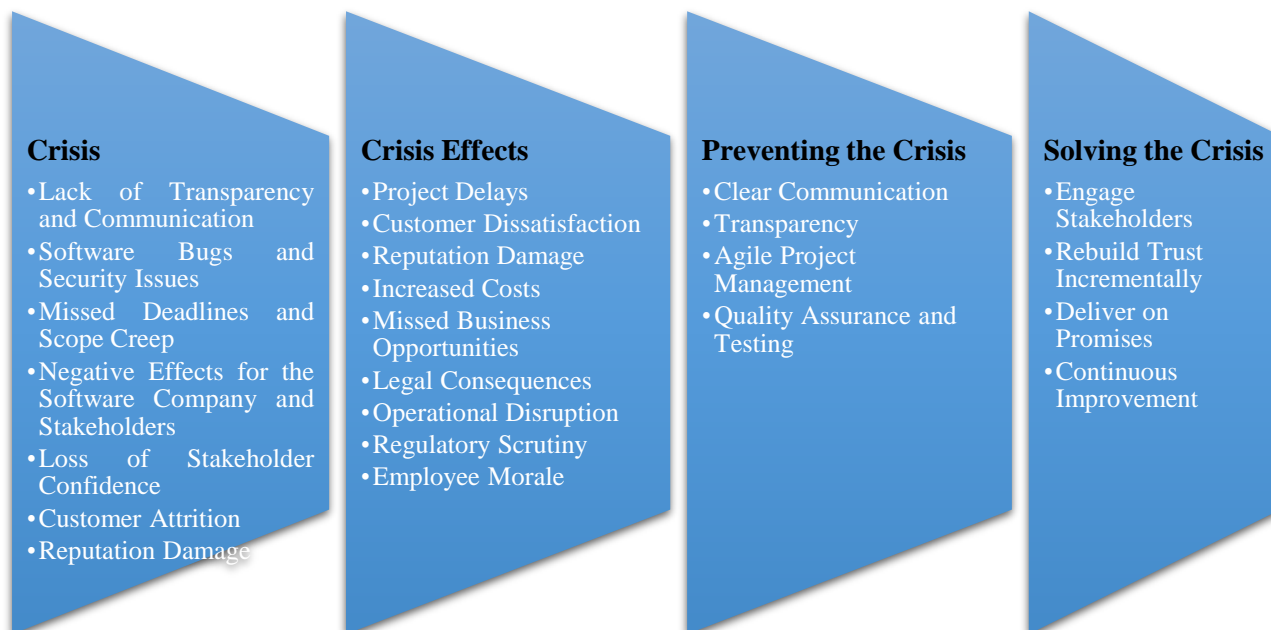 Crisis
•Lack of Transparency
and Communication
•Software Bugs and
Security Issues
•Missed Deadlines and
Scope Creep
•Negative Effects for the
Software Company and
Stakeholders
•Loss of Stakeholder
Confidence
•Customer Attrition
•Reputation Damage
Crisis Effects
•Project Delays
•Customer Dissatisfaction
•Reputation Damage
•Increased Costs
•Missed Business
Opportunities
•Legal Consequences
•Operational Disruption
•Regulatory Scrutiny
•Employee Morale
Preventing the Crisis
•Clear Communication
•Transparency
•Agile Project
Management
•Quality Assurance and
Testing
Solving the Crisis
•Engage
Stakeholders
•Rebuild Trust
Incrementally
•Deliver on
Promises
•Continuous
Improvement